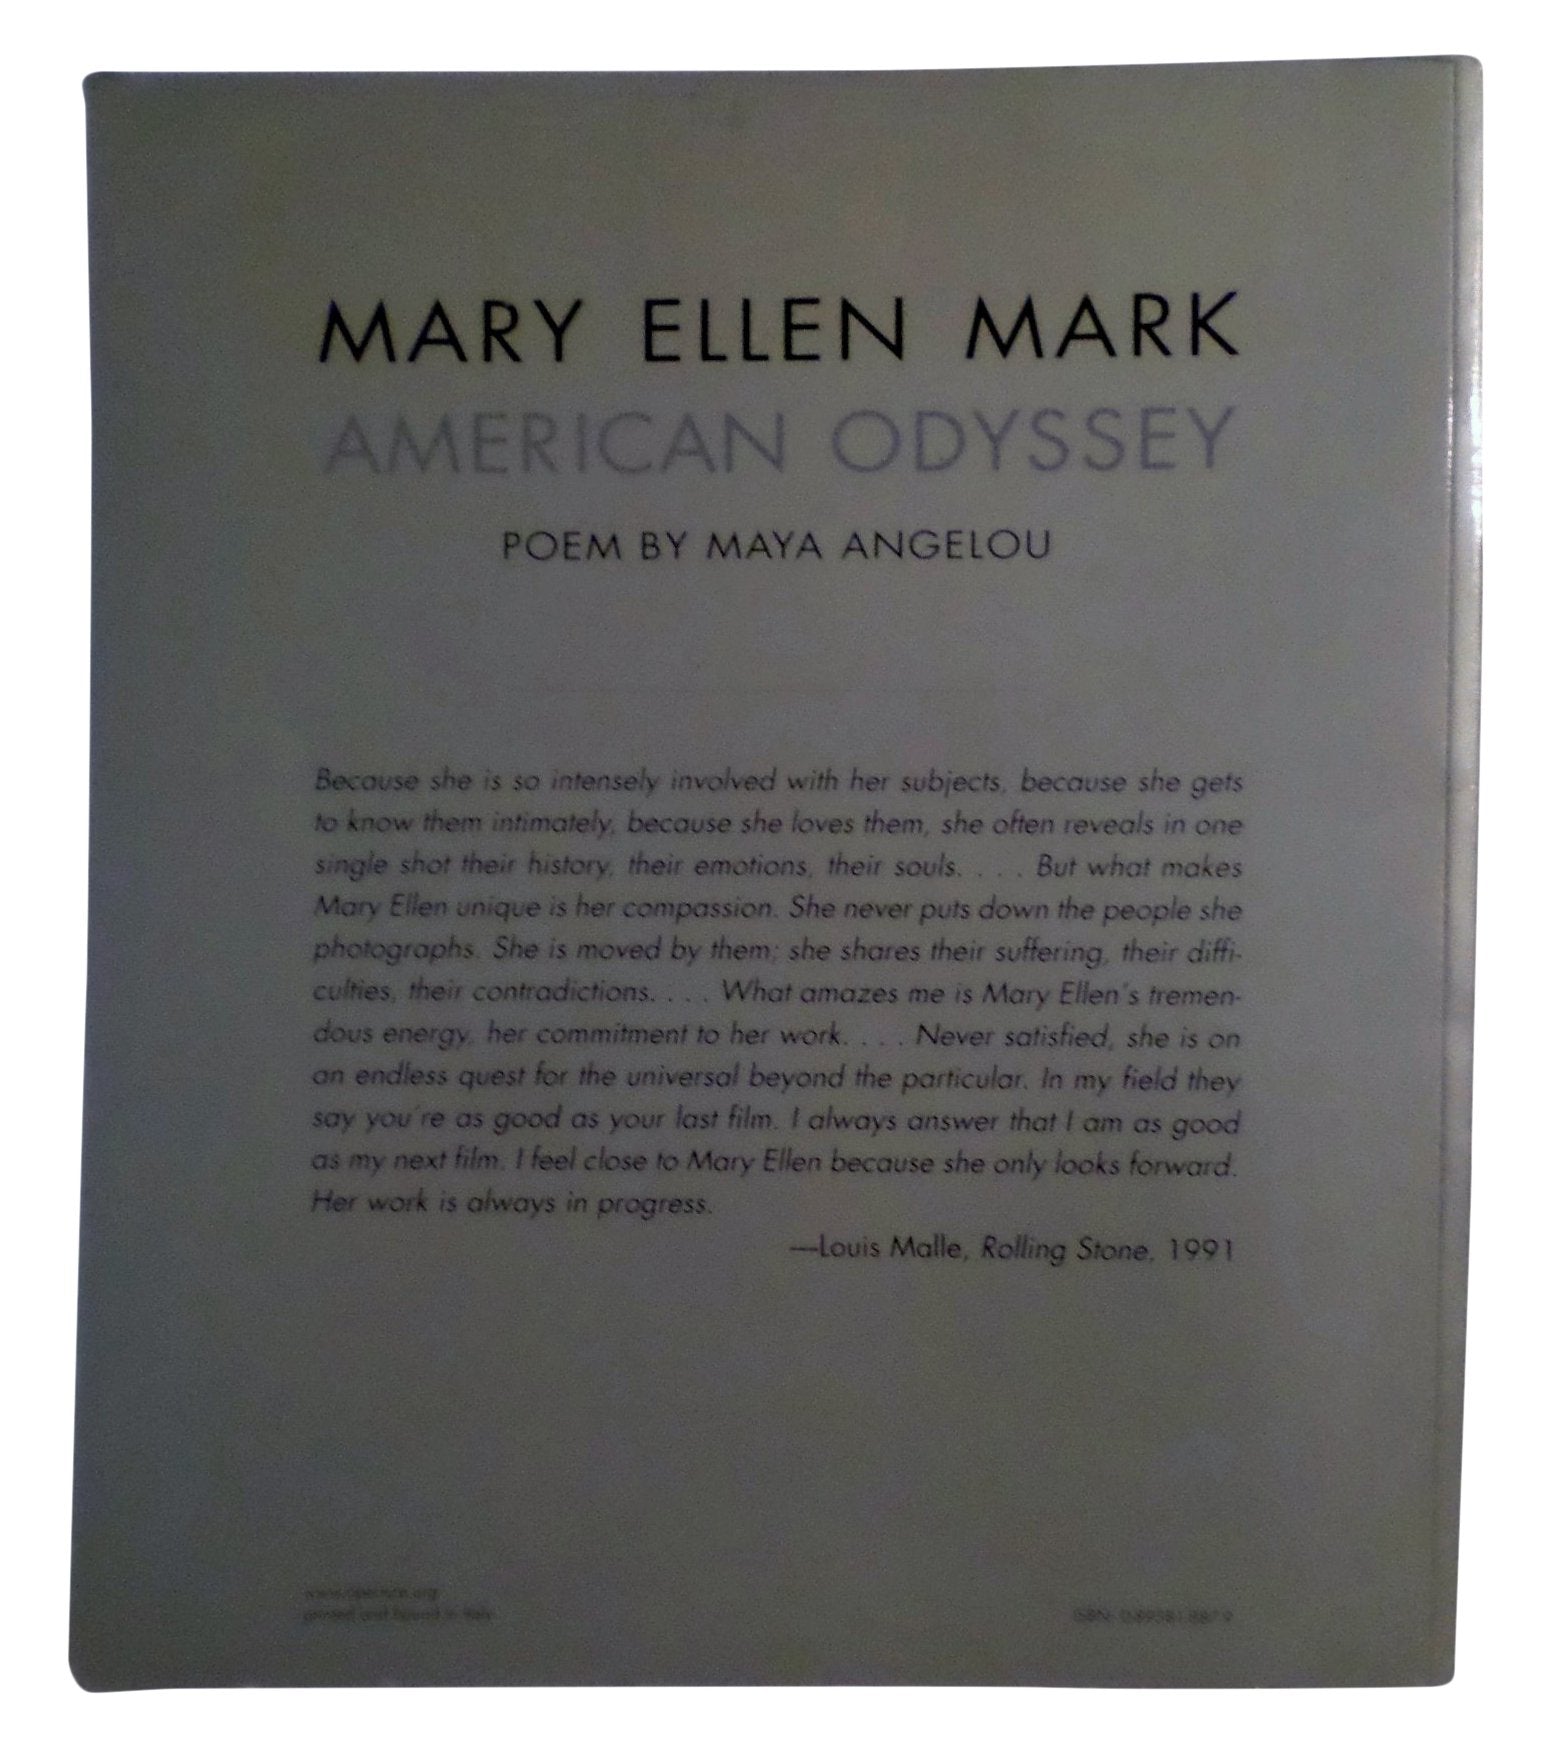 MARY ELLEN MARK
AMERICAN ODYSSEY
POEM BY MAYA ANGELOU
Because she is so intensely involved with her subjects, because she gets
to know them intimately, because she loves them, she often reveals in one
single shot their history, their emotions, their souls. . . . But what makes
Mary Ellen unique is her compassion. She never puts down the people she
photographs. She is moved by them; she shares their suffering, their diffi-
culties, their contradictions. . . . What amazes me is Mary Ellen's tremen-
dous energy, her commitment to her work. . . . Never satisfied, she is on
an endless quest for the universal beyond the particular. In my field they
say you're as good as your last film. I always answer that I am as good
as my next film. I feel close to Mary Ellen because she only looks forward.
Her work is always in progress.
—Louis Malle, Rolling Stone, 1991
printed and bound in Italy
ISBN: